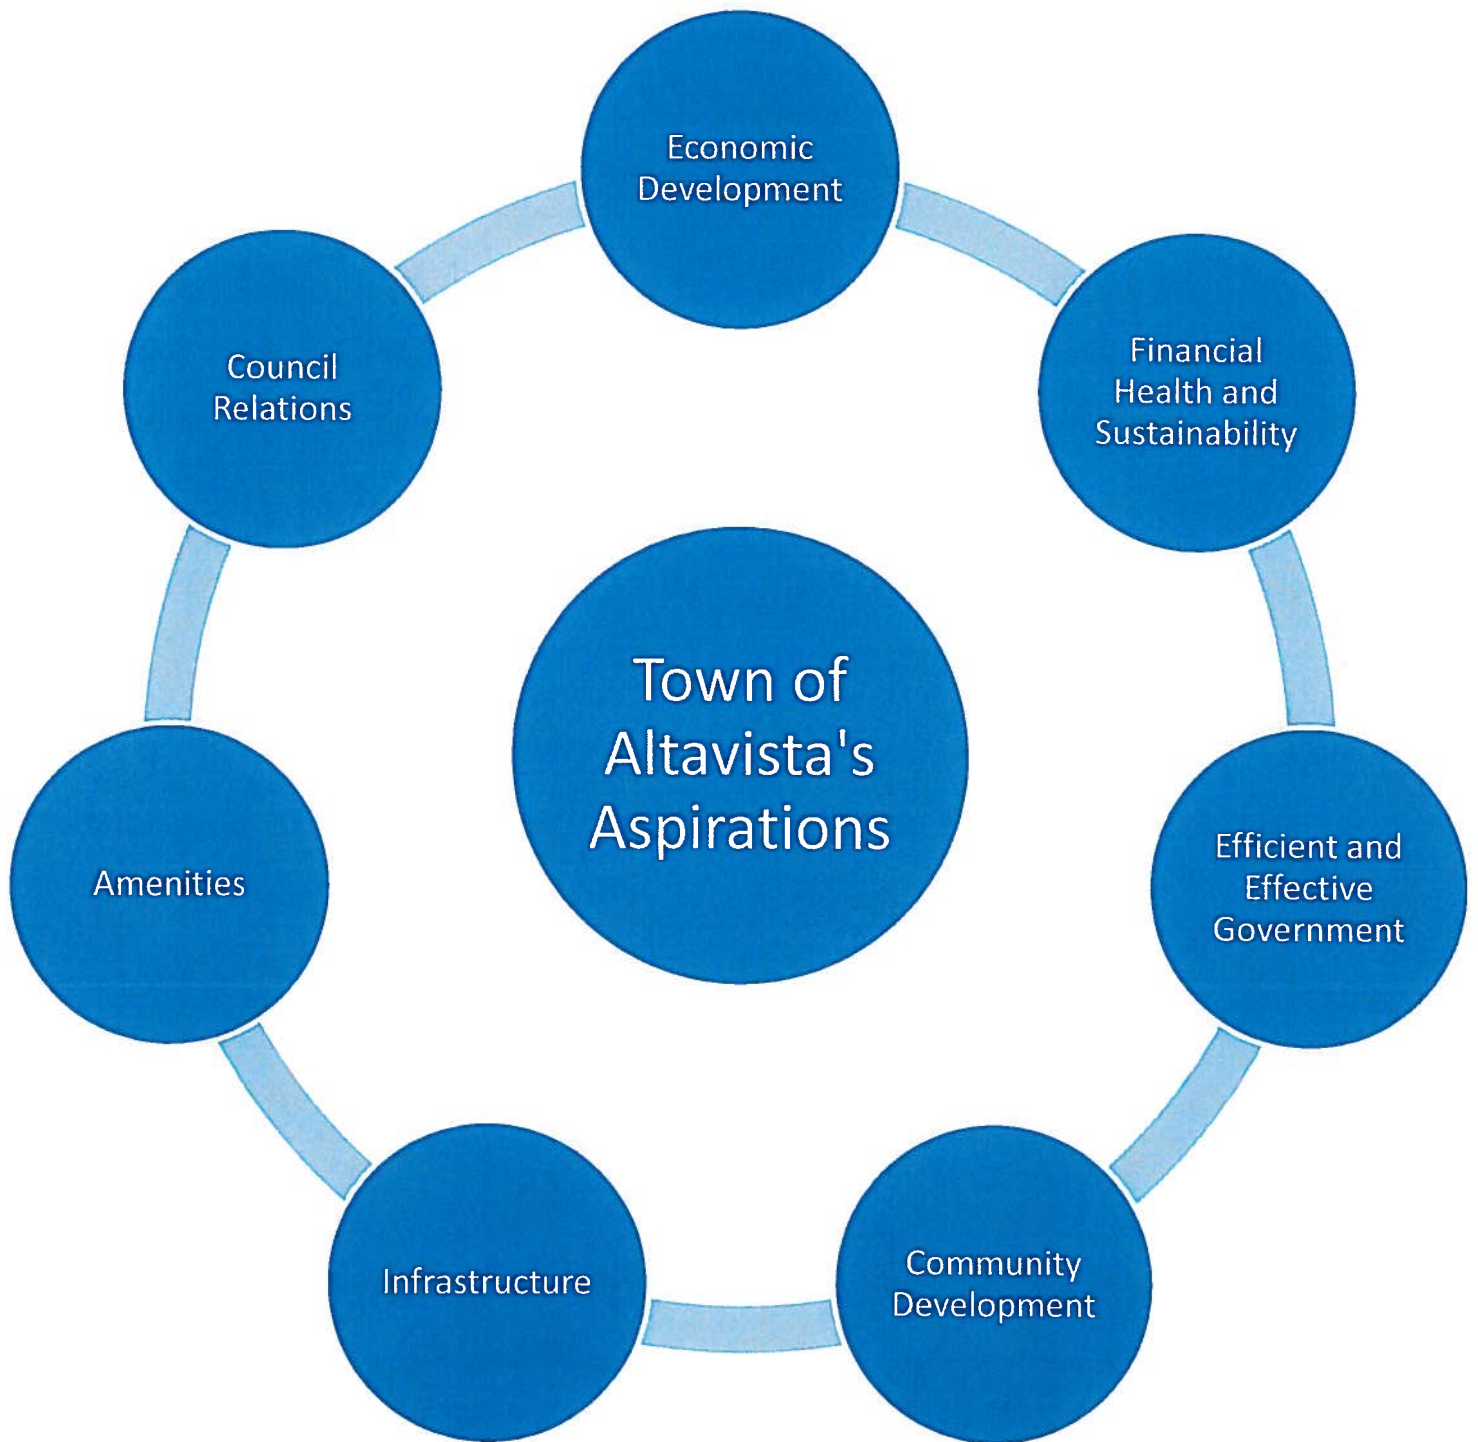 Economic
Development
Financial
Health and
Sustainability
Efficient and
Effective
Government
Community
Development
Infrastructure
Amenities
Council
Relations
Town of
Altavista's
Aspirations